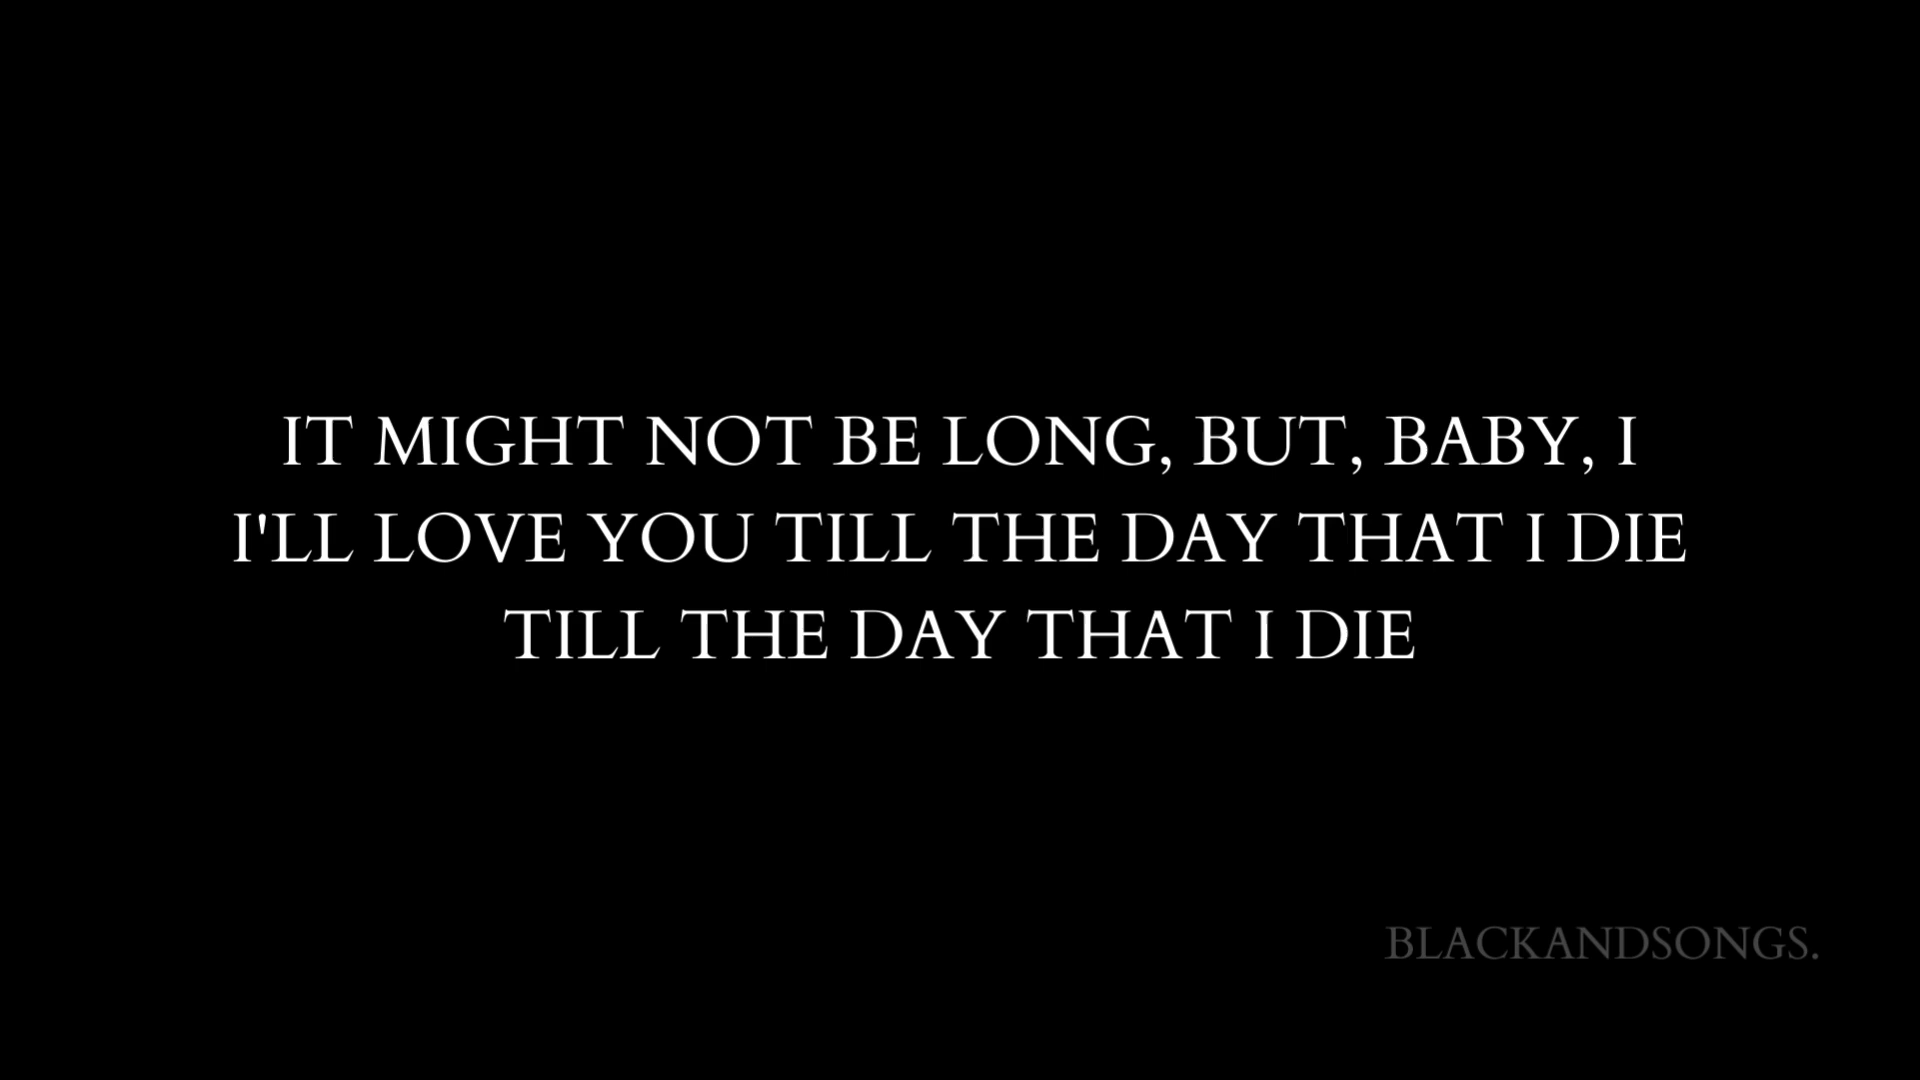 IT MIGHT NOT BE LONG, BUT, BABY, I
I'LL LOVE YOU TILL THE DAY THAT I DIE
TILL THE DAY THAT I DIE
BLACKANDSONGS.